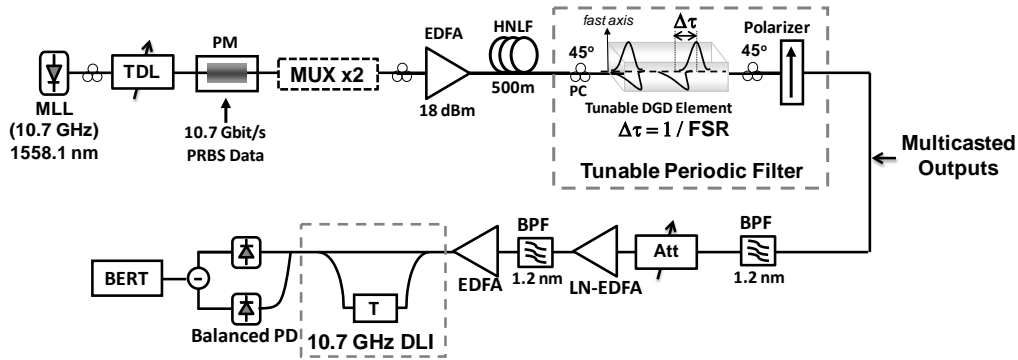 MLL
(10.7 GHz)
1558.1 nm
TDL
PM
10.7 Gbit/s
PRBS Data
MUX x2
EDFA
18 dBm
HNLF
500m
45º
PC
fast axis
Δτ
Tunable DGD Element
Δτ = 1 / FSR
45º
Polarizer
Tunable Periodic Filter
Multicasted
Outputs
BPF
1.2 nm
Att
LN-EDFA
BPF
1.2 nm
EDFA
T
10.7 GHz DLI
Balanced PD
-
BERT